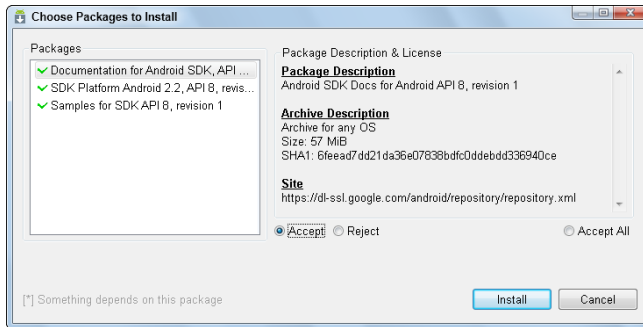 Choose Packages to Install
Packages
Documentation for Android SDK, API ...
SDK Platform Android 2.2, API 8, revis...
Samples for SDK API 8, revision 1
Package Description & License
Package Description
Android SDK Docs for Android API 8, revision 1
Archive Description
Archive for any OS
Size: 57 MiB
SHA1: 6feead7dd21da36e07838bdfc0ddebdd336940ce
Site
https://dl-ssl.google.com/android/repository/repository.xml
Accept Reject Accept All
[*] Something depends on this package
Install Cancel